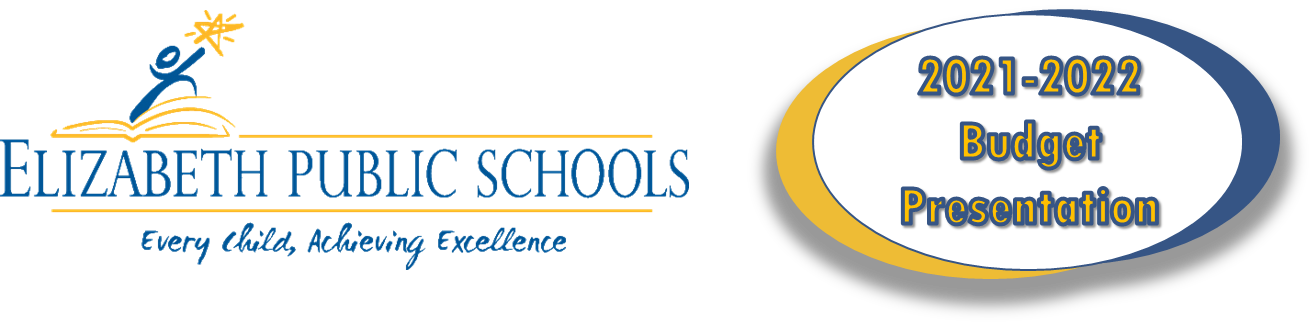 ELIZABETH PUBLIC SCHOOLS
Every Child, Achieving Excellence
2021-2022
Budget
Presentation